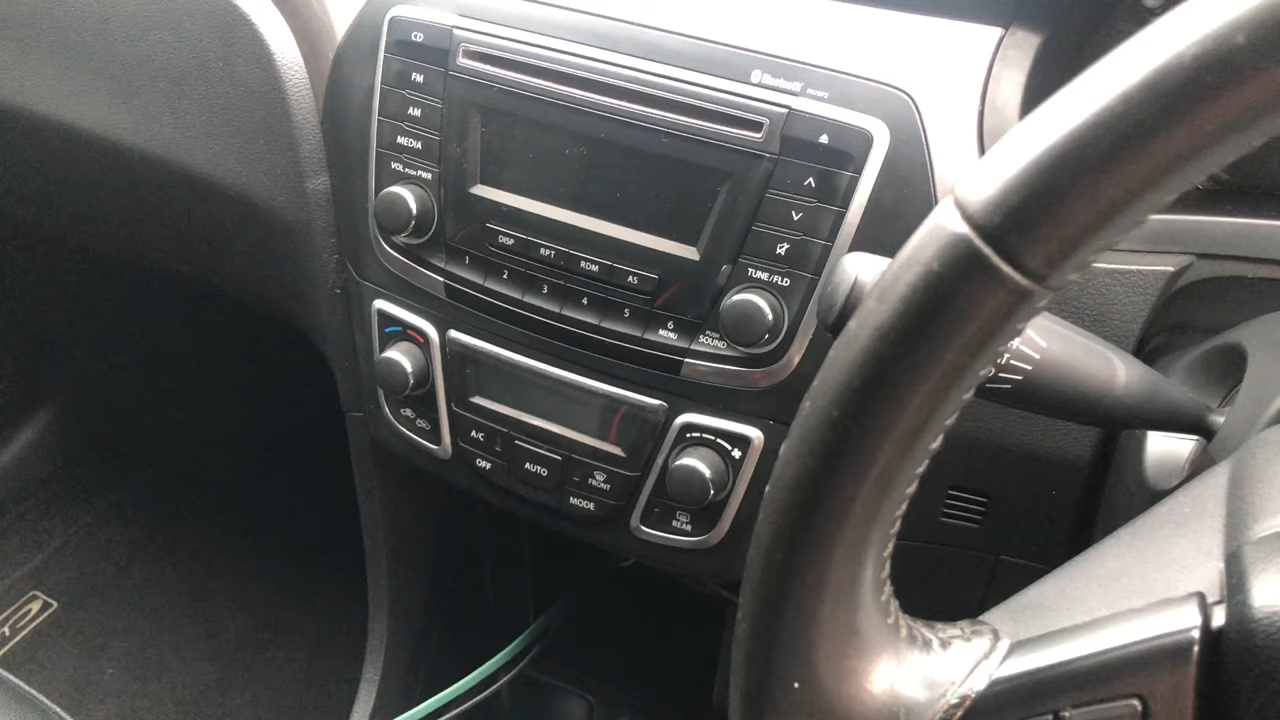 CD
Bluetooth
FM
AM
MEDIA
VOL PUSH PWR
DISP
RPT
RDM
AS
TUNE/FLD
1
2
3
4
5
6
MENU
PUSH
SOUND
A/C
OFF
AUTO
FRONT
MODE
REAR